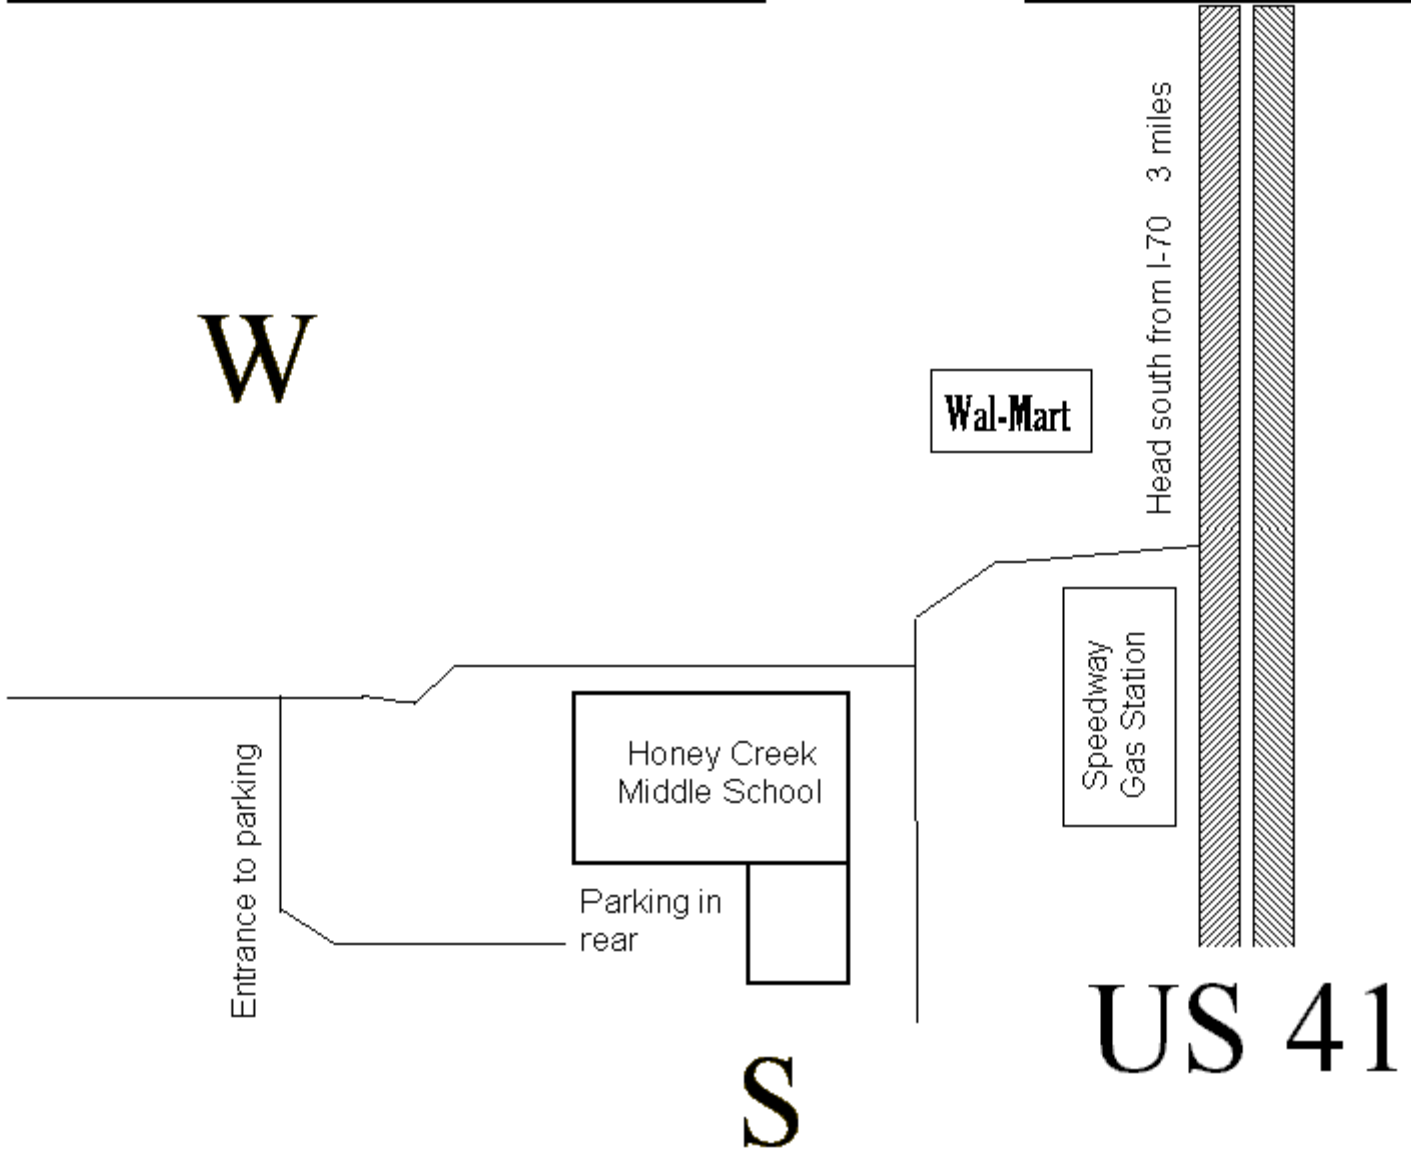 Head south from I-70 3 miles
W
Wal-Mart
Speedway
Gas Station
Honey Creek
Middle School
Entrance to parking
Parking in
rear
US 41
S